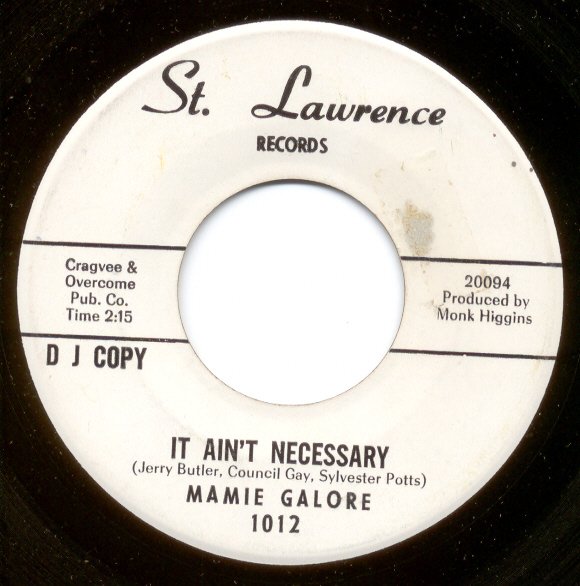 St. Lawrence
RECORDS
Cragvee &
Overcome
Pub. Co.
Time 2:15
20094
Produced by
Monk Higgins
D J COPY
IT AIN'T NECESSARY
(Jerry Butler, Council Gay, Sylvester Potts)
MAMIE GALORE
1012